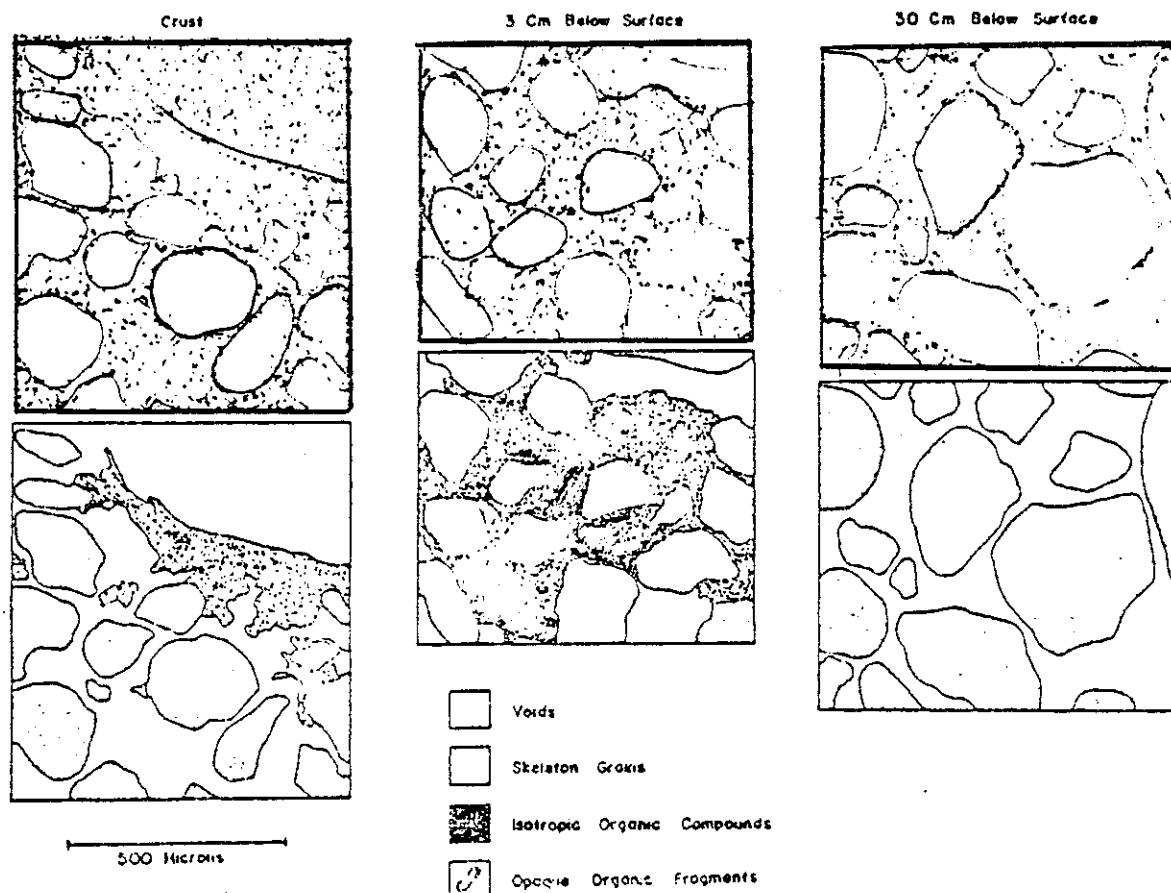 Crust
3 Cm Below Surface
30 Cm Below Surface
Voids
Skeleton Grains
Isotropic Organic Compounds
Opaque Organic Fragments
500 Microns